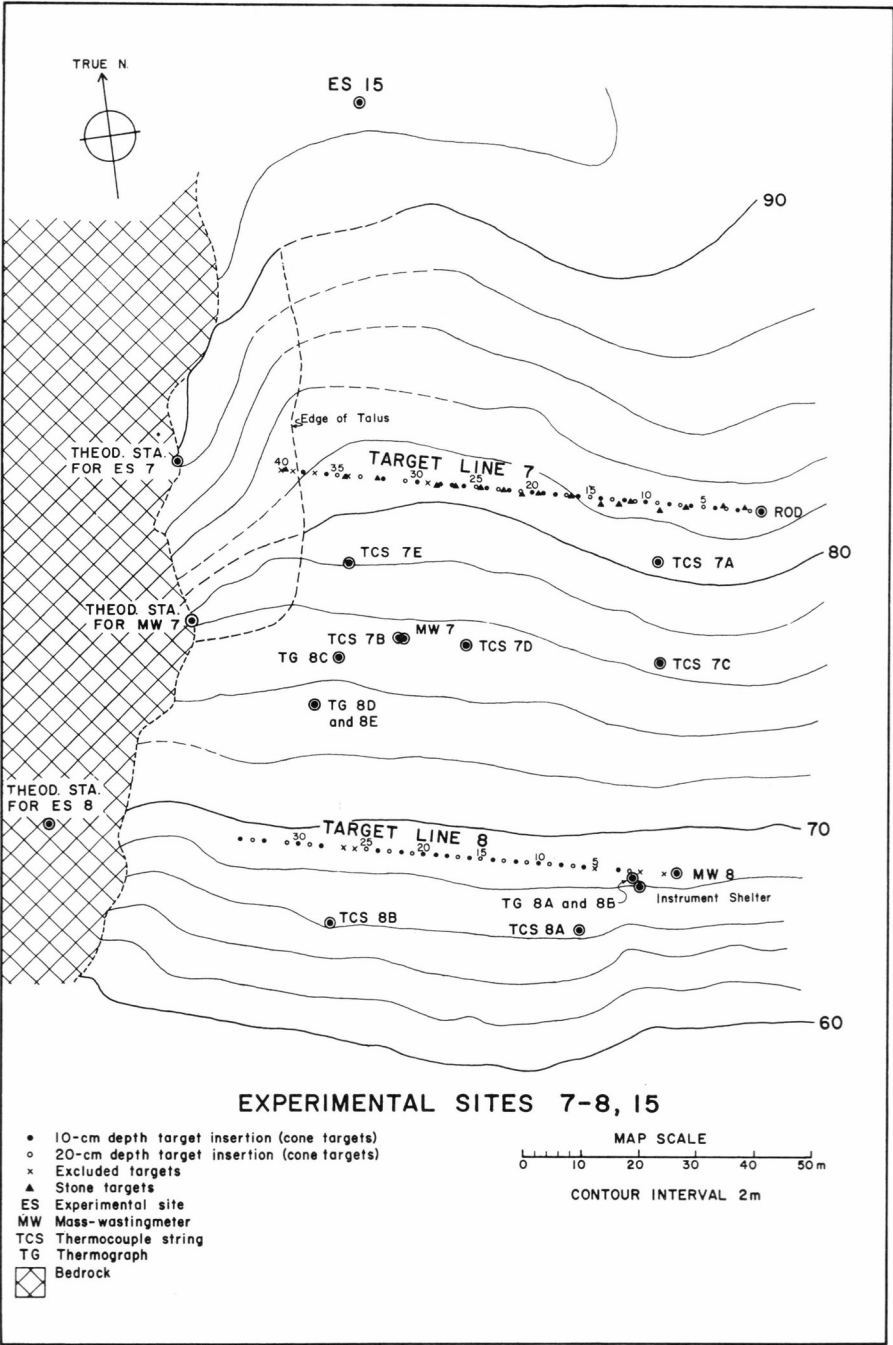 TRUE N.
ES 15
90
Edge of Talus
THEOD. STA.
FOR ES 7
TARGET LINE 7
40
35
30
25
20
15
10
5
ROD
80
TCS 7E
TCS 7A
THEOD. STA.
FOR MW 7
TCS 7B
MW 7
TCS 7D
TG 8C
TCS 7C
TG 8D
and 8E
THEOD. STA.
FOR ES 8
70
TARGET LINE 8
30
25
20
15
10
5
MW 8
TG 8A and 8B
Instrument Shelter
TCS 8B
TCS 8A
60
EXPERIMENTAL SITES 7-8, 15
10-cm depth target insertion (cone targets)
20-cm depth target insertion (cone targets)
Excluded targets
Stone targets
ES Experimental site
MW Mass-wastingmeter
TCS Thermocouple string
TG Thermograph
Bedrock
MAP SCALE
0 10 20 30 40 50 m
CONTOUR INTERVAL 2m